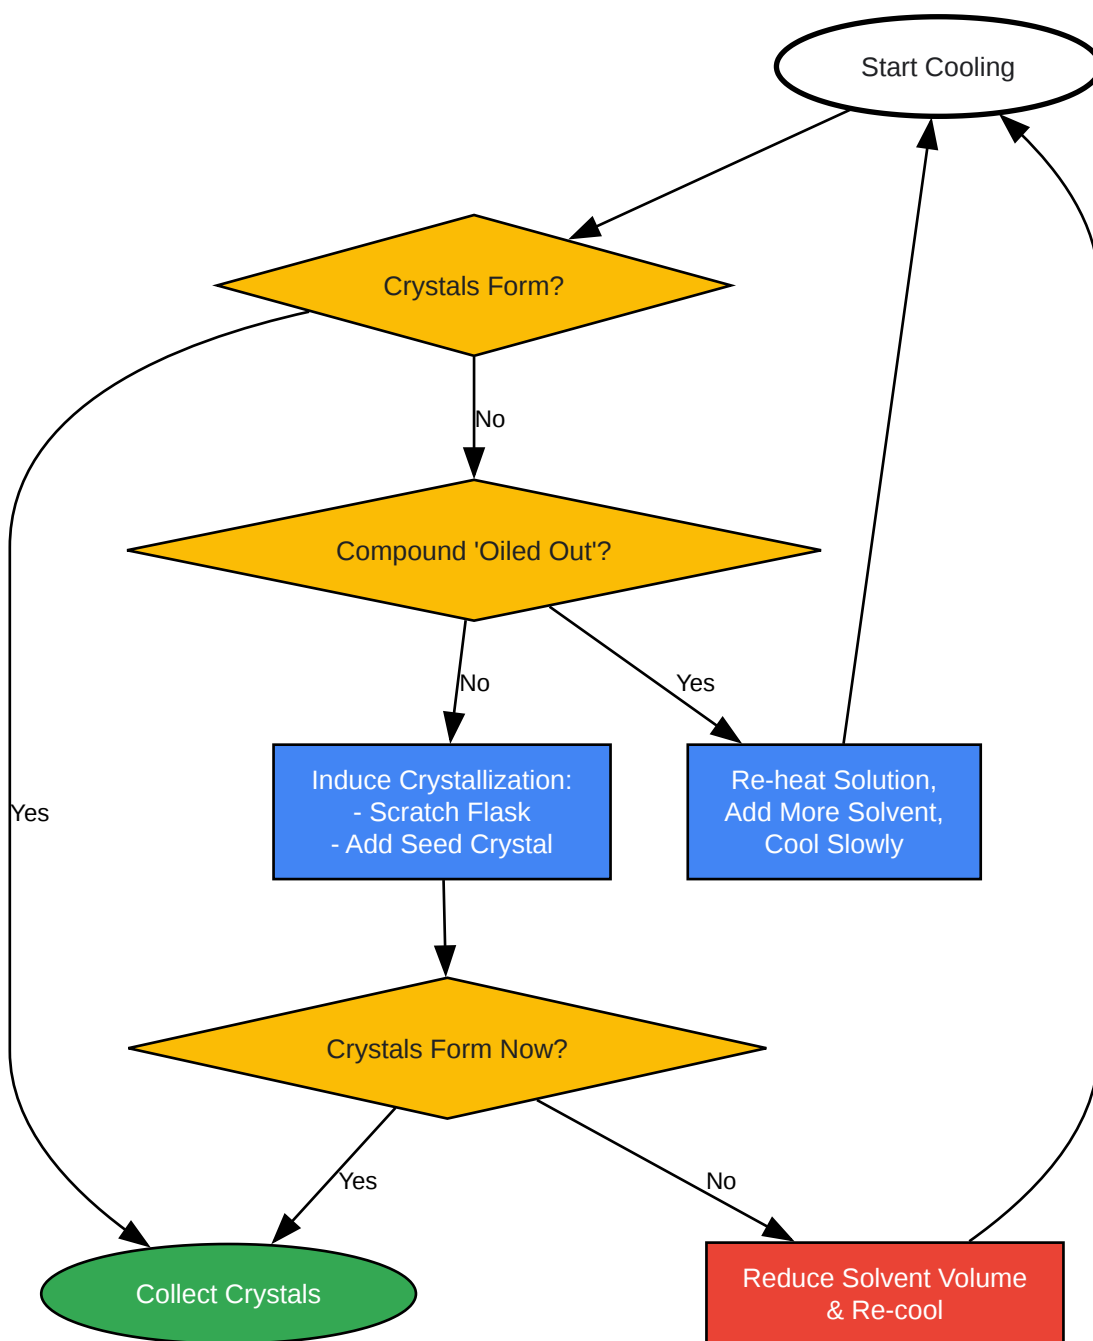 Start Cooling
Crystals Form?
No
Compound 'Oiled Out'?
No
Yes
Induce Crystallization:
- Scratch Flask
- Add Seed Crystal
Re-heat Solution,
Add More Solvent,
Cool Slowly
Yes
Crystals Form Now?
Yes
No
Collect Crystals
Reduce Solvent Volume
& Re-cool